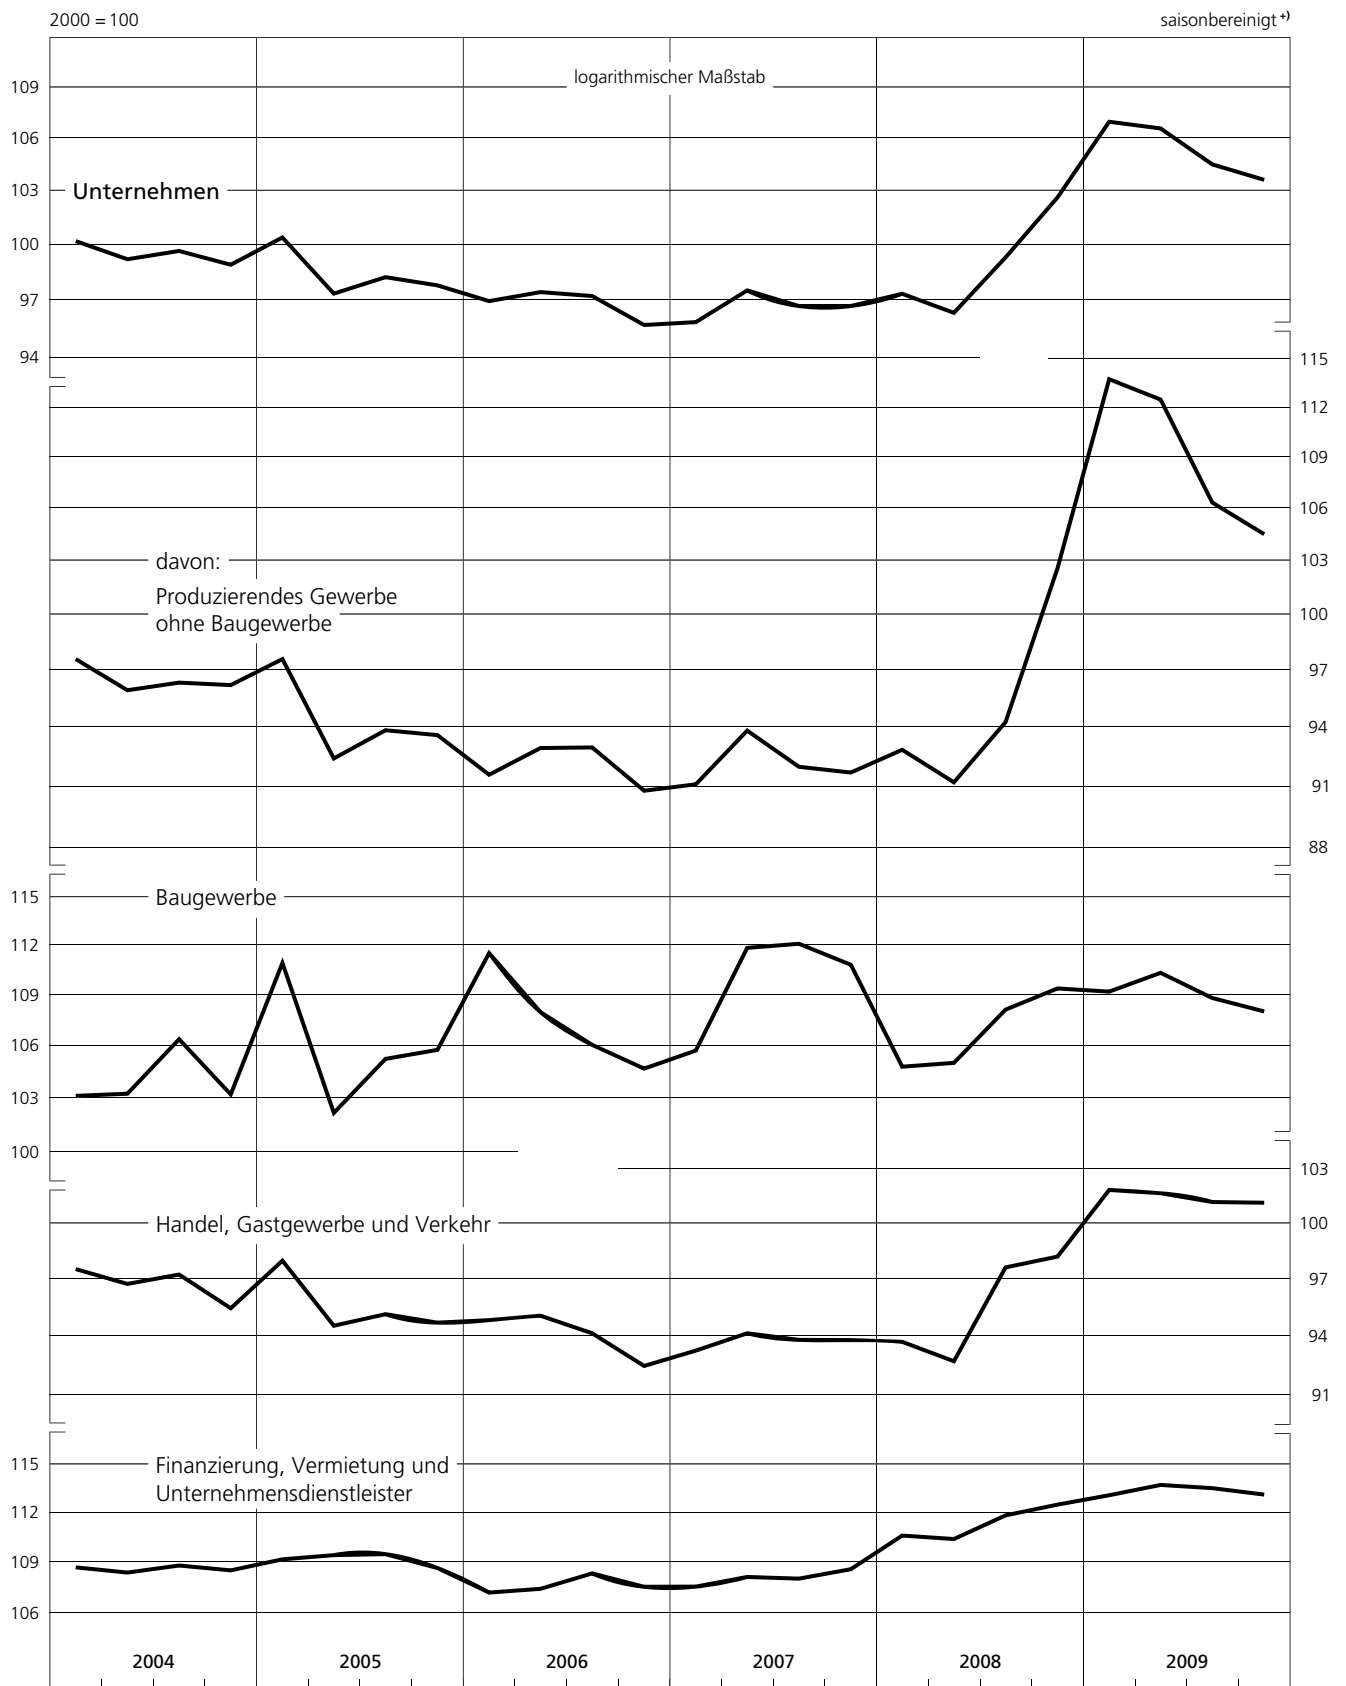 2000 = 100
saisonbereinigt +)
logarithmischer Maßstab
109
106
103
Unternehmen
100
97
94
115
112
109
106
davon:
103
Produzierendes Gewerbe
ohne Baugewerbe
100
97
94
91
88
115
Baugewerbe
112
109
106
103
100
103
Handel, Gastgewerbe und Verkehr
100
97
94
91
115
Finanzierung, Vermietung und
Unternehmensdienstleister
112
109
106
2004 2005 2006 2007 2008 2009